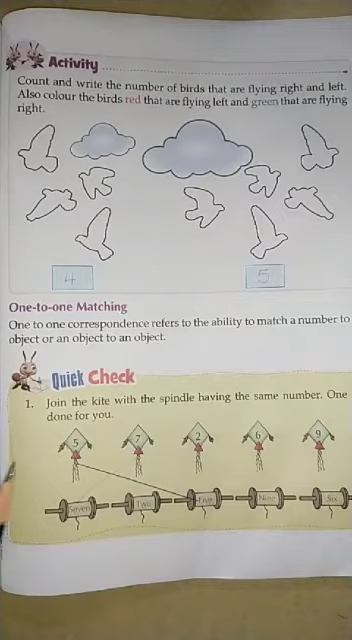 Activity
Count and write the number of birds that are flying right and left.
Also colour the birds red that are flying left and green that are flying
right.
4 5
One-to-one Matching
One to one correspondence refers to the ability to match a number to
object or an object to an object.
Quick Check
1. Join the kite with the spindle having the same number. One
done for you.
5 7 2 6 9
Seven Two Five Nine Six